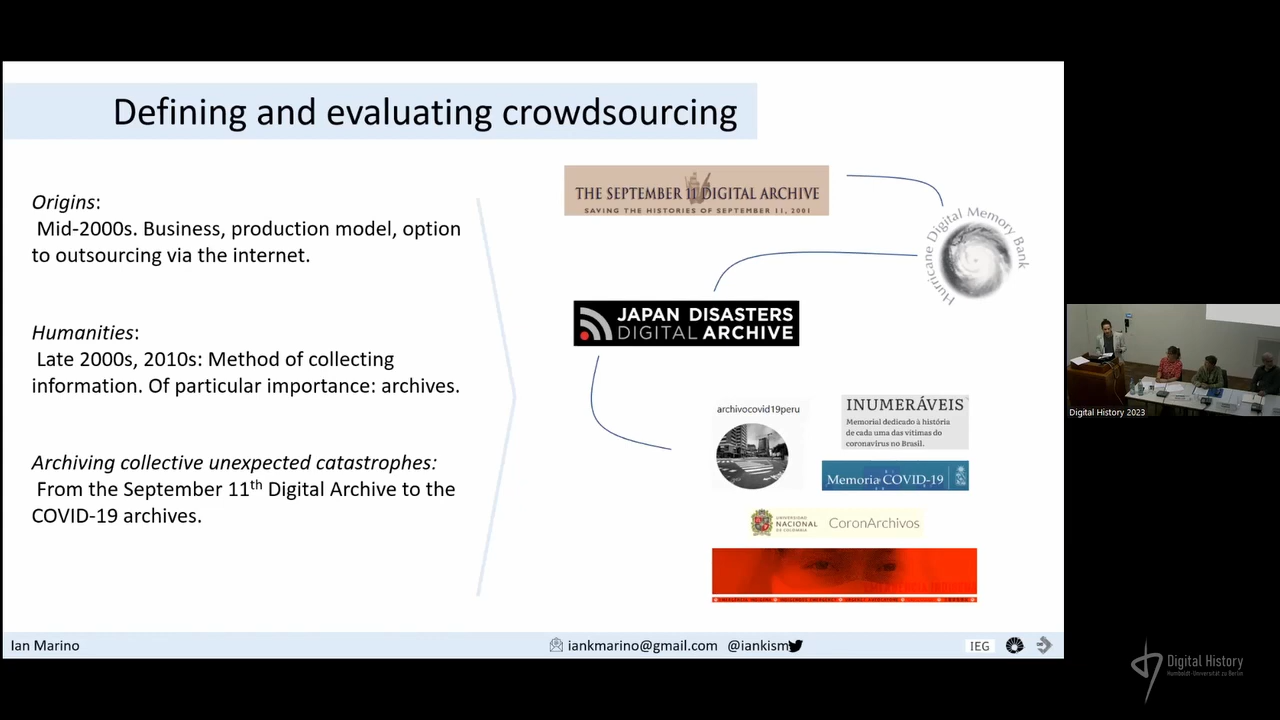 Defining and evaluating crowdsourcing
Origins:
Mid-2000s. Business, production model, option
to outsourcing via the internet.
Humanities:
Late 2000s, 2010s: Method of collecting
information. Of particular importance: archives.
Archiving collective unexpected catastrophes:
From the September 11th Digital Archive to the
COVID-19 archives.
THE SEPTEMBER 11 DIGITAL ARCHIVE
SAVING THE HISTORIES OF SEPTEMBER 11, 2001
Hurricane Digital Memory Bank
JAPAN DISASTERS
DIGITAL ARCHIVE
archivocovid19peru
INUMERÁVEIS
Memorial dedicado à história
de cada uma das vítimas do
coronavírus no Brasil.
Memoria COVID-19
UNIVERSIDAD
NACIONAL
DE COLOMBIA
CoronArchivos
Ian Marino
iankmarino@gmail.com
@iankism
IEG
Digital History 2023
Digital History
Humboldt-Universität zu Berlin